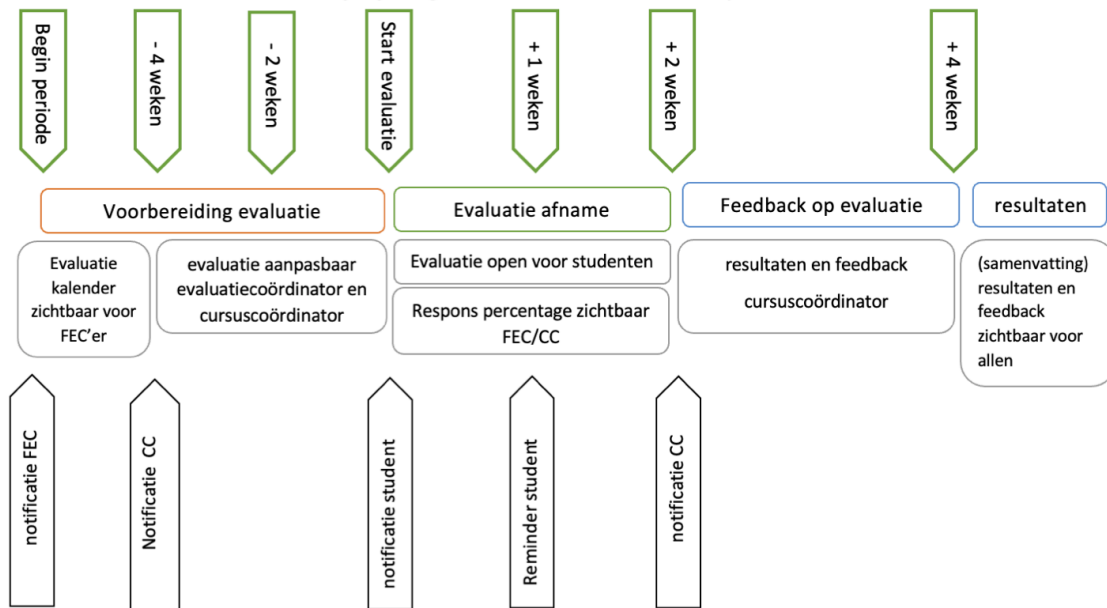 Begin periode
- 4 weken
- 2 weken
Start evaluatie
+ 1 weken
+ 2 weken
+ 4 weken
Voorbereiding evaluatie
Evaluatie afname
Feedback op evaluatie
resultaten
Evaluatie
kalender
zichtbaar voor
FEC'er
evaluatie aanpasbaar
evaluatiecoördinator en
cursuscoördinator
Evaluatie open voor studenten
Respons percentage zichtbaar
FEC/CC
resultaten en feedback
cursuscoördinator
(samenvatting)
resultaten en
feedback
zichtbaar voor
allen
notificatie FEC
Notificatie CC
notificatie student
Reminder student
notificatie CC